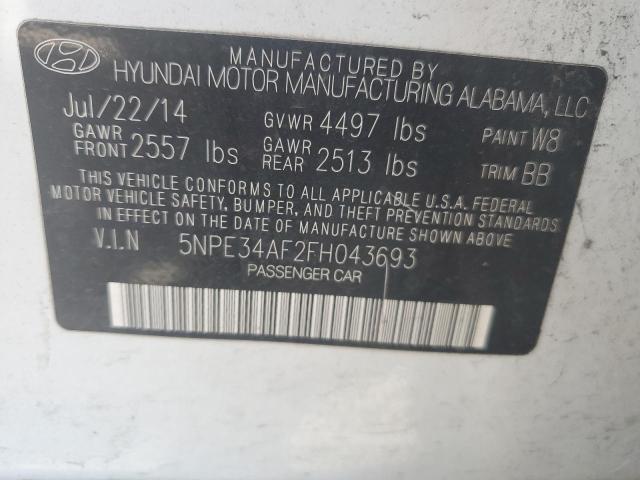 MANUFACTURED BY
HYUNDAI MOTOR MANUFACTURING ALABAMA, LLC
Jul/22/14 GVWR 4497 lbs PAINT W8
GAWR FRONT 2557 lbs GAWR REAR 2513 lbs TRIM BB
THIS VEHICLE CONFORMS TO ALL APPLICABLE U.S.A. FEDERAL
MOTOR VEHICLE SAFETY, BUMPER, AND THEFT PREVENTION STANDARDS
IN EFFECT ON THE DATE OF MANUFACTURE SHOWN ABOVE.
V.I.N 5NPE34AF2FH043693
PASSENGER CAR